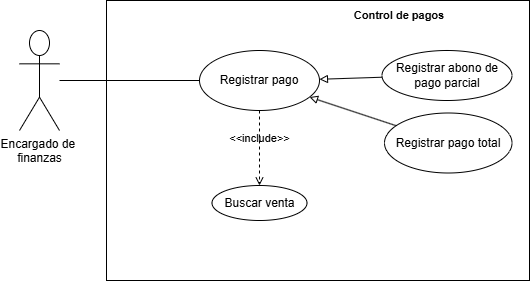 Control de pagos
Registrar pago
Registrar abono de
pago parcial
Registrar pago total
<<include>>
Encargado de
finanzas
Buscar venta